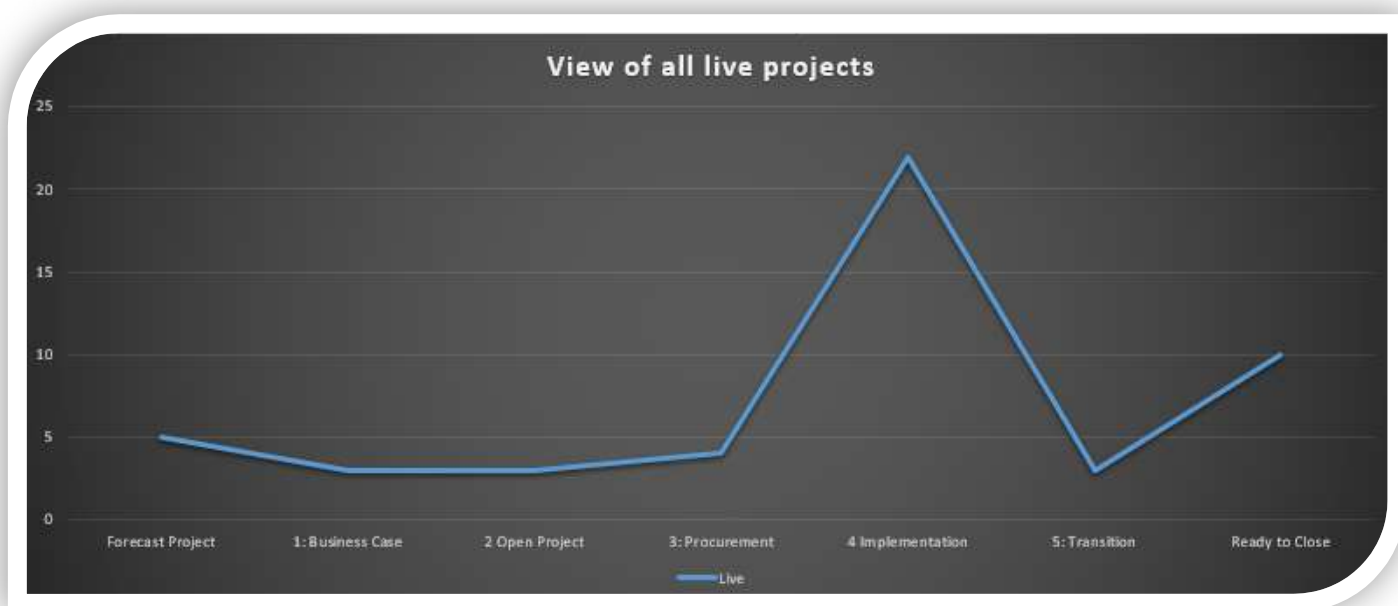 View of all live projects
25
20
15
10
5
0
Forecast Project 1: Business Case 2 Open Project 3: Procurement 4 Implementation 5: Transition Ready to Close
Live